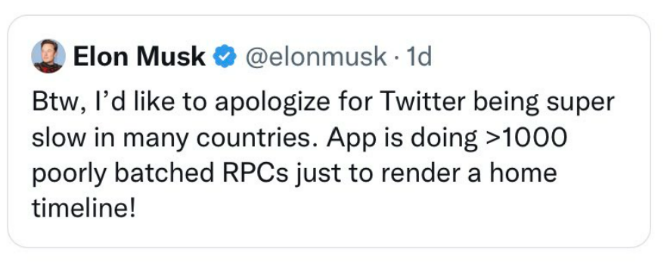 Elon Musk @elonmusk · 1d
Btw, I’d like to apologize for Twitter being super
slow in many countries. App is doing >1000
poorly batched RPCs just to render a home
timeline!